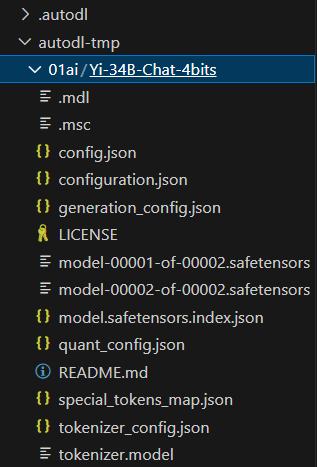 .autodl
autodl-tmp
01ai/Yi-34B-Chat-4bits
.mdl
.msc
config.json
configuration.json
generation_config.json
LICENSE
model-00001-of-00002.safetensors
model-00002-of-00002.safetensors
model.safetensors.index.json
quant_config.json
README.md
special_tokens_map.json
tokenizer_config.json
tokenizer.model